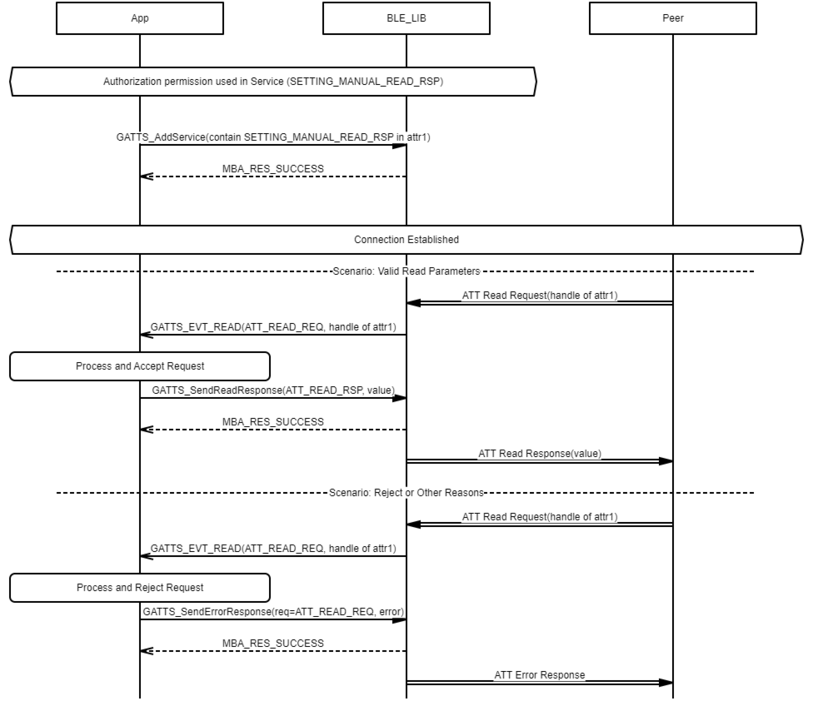 App
BLE_LIB
Peer
Authorization permission used in Service (SETTING_MANUAL_READ_RSP)
GATTS_AddService(contain SETTING_MANUAL_READ_RSP in attr1)
MBA_RES_SUCCESS
Connection Established
Scenario: Valid Read Parameters
ATT Read Request(handle of attr1)
GATTS_EVT_READ(ATT_READ_REQ, handle of attr1)
Process and Accept Request
GATTS_SendReadResponse(ATT_READ_RSP, value)
MBA_RES_SUCCESS
ATT Read Response(value)
Scenario: Reject or Other Reasons
ATT Read Request(handle of attr1)
GATTS_EVT_READ(ATT_READ_REQ, handle of attr1)
Process and Reject Request
GATTS_SendErrorResponse(req=ATT_READ_REQ, error)
MBA_RES_SUCCESS
ATT Error Response